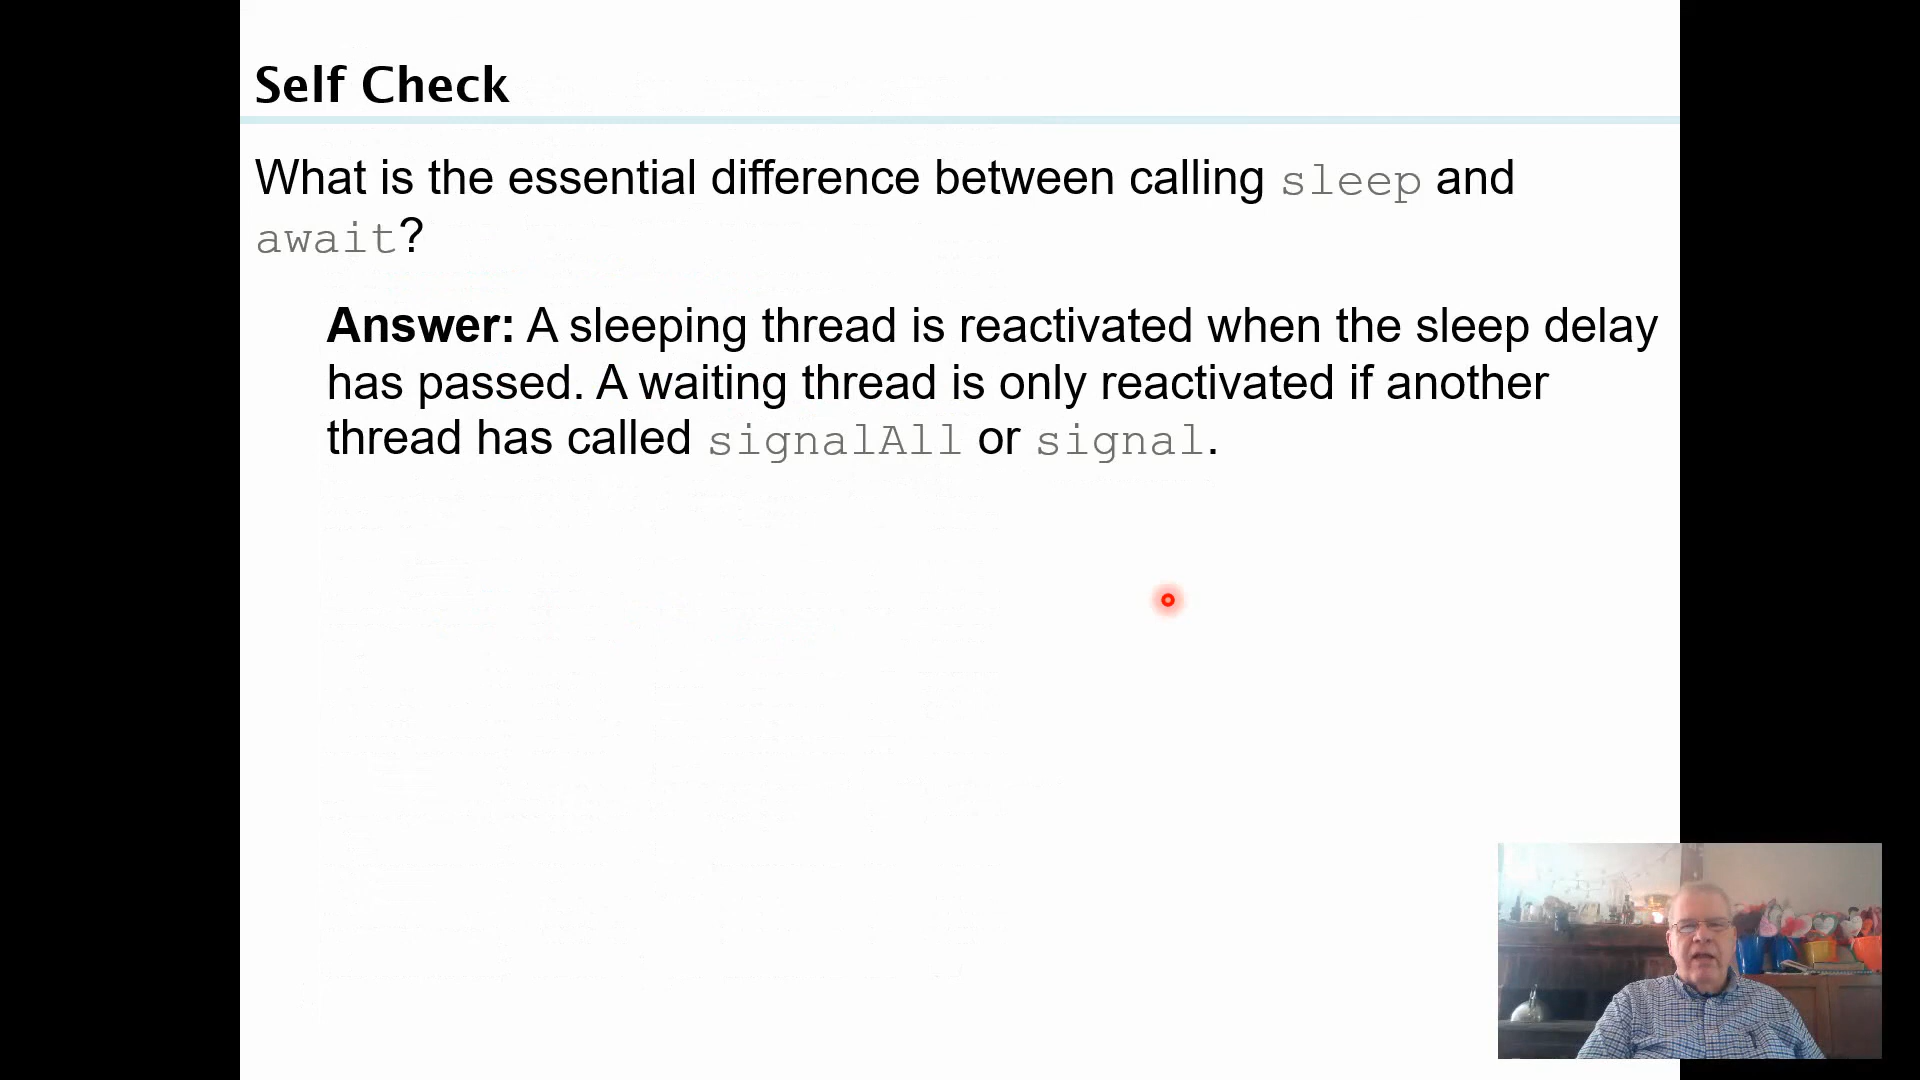 Self Check
What is the essential difference between calling sleep and
await?
Answer: A sleeping thread is reactivated when the sleep delay
has passed. A waiting thread is only reactivated if another
thread has called signalAll or signal.